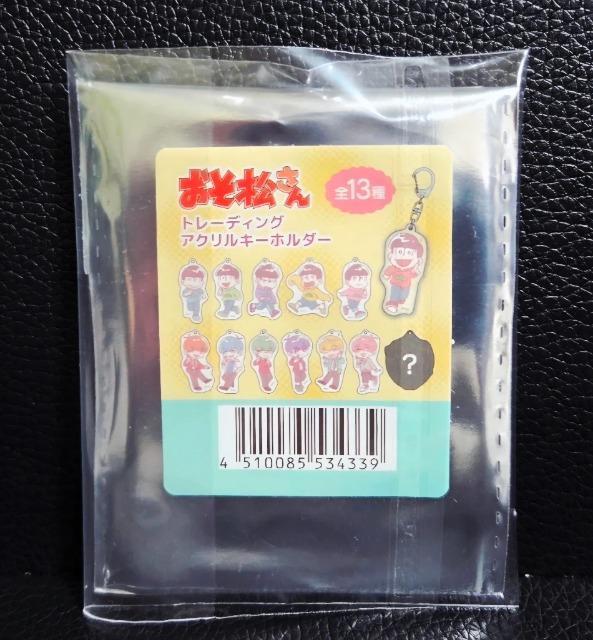 おそ松さん
全13種
トレーディング
アクリルキーホルダー
?
4 510085 534339